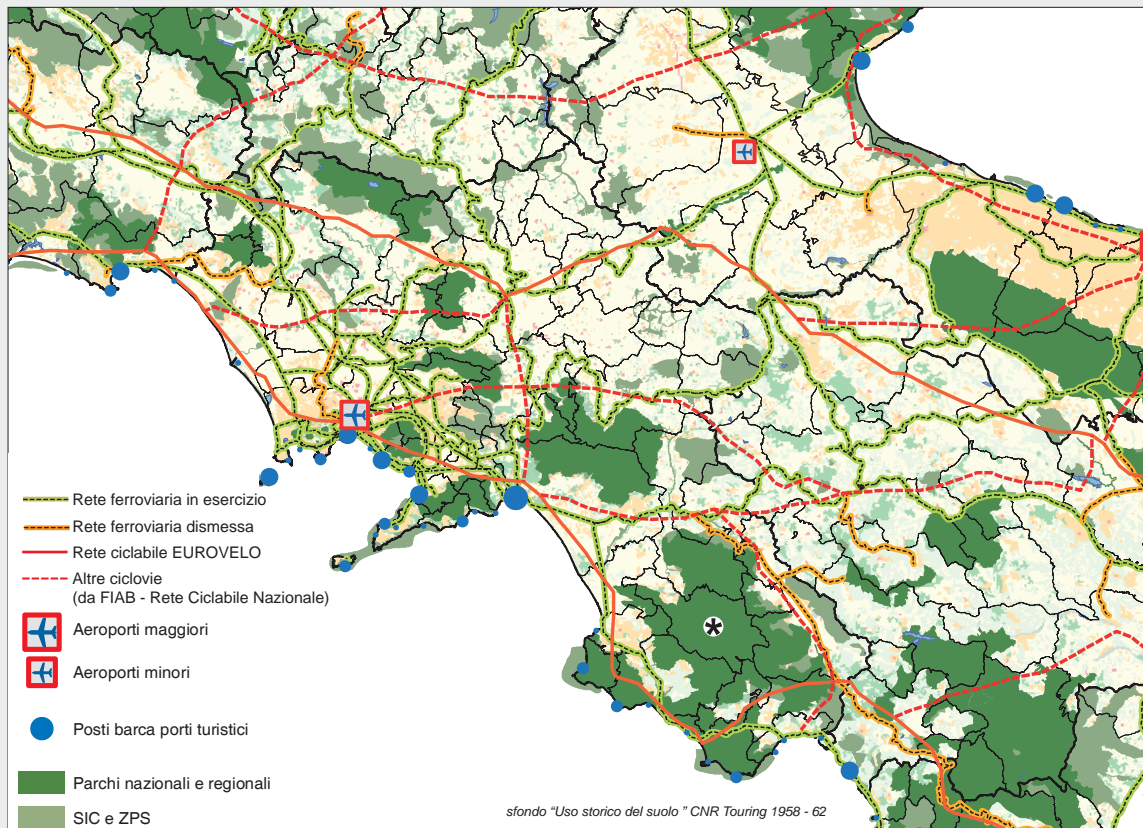 Rete ferroviaria in esercizio
Rete ferroviaria dismessa
Rete ciclabile EUROVELO
Altre ciclovie
(da FIAB - Rete Ciclabile Nazionale)
Aeroporti maggiori
Aeroporti minori
Posti barca porti turistici
Parchi nazionali e regionali
SIC e ZPS
*
sfondo “Uso storico del suolo ” CNR Touring 1958 - 62